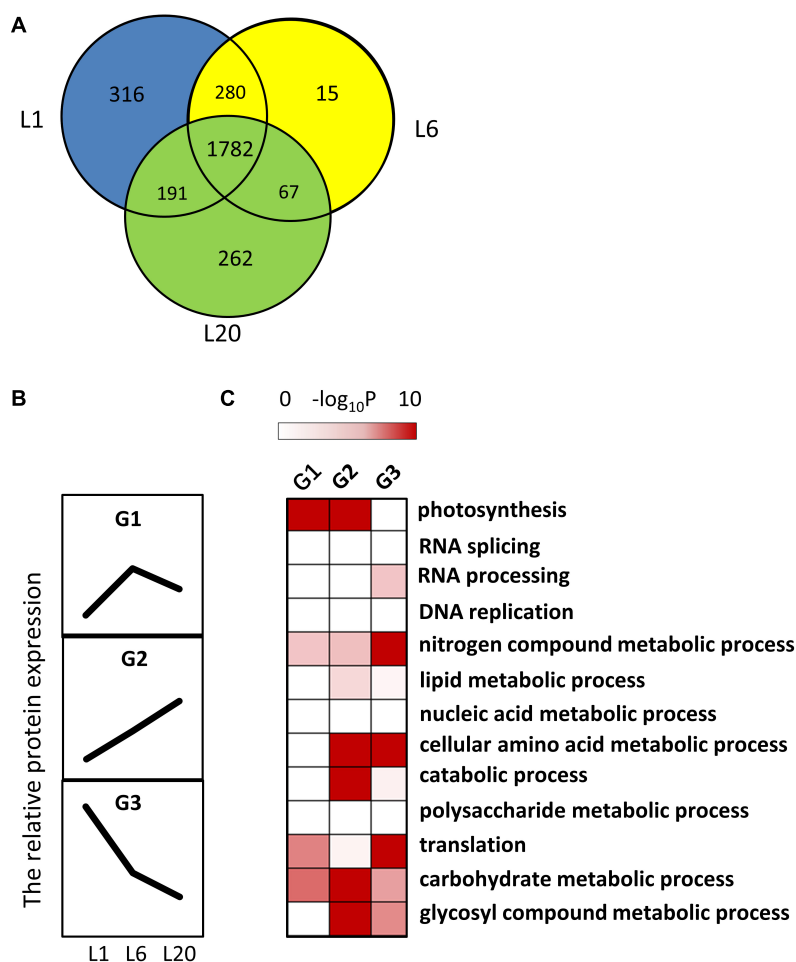 A
316
280
15
L1
L6
1782
191
67
262
L20
B
C
0 -log10P 10
G1 G2 G3
The relative protein expression
G1
G2
G3
L1 L6 L20
photosynthesis
RNA splicing
RNA processing
DNA replication
nitrogen compound metabolic process
lipid metabolic process
nucleic acid metabolic process
cellular amino acid metabolic process
catabolic process
polysaccharide metabolic process
translation
carbohydrate metabolic process
glycosyl compound metabolic process